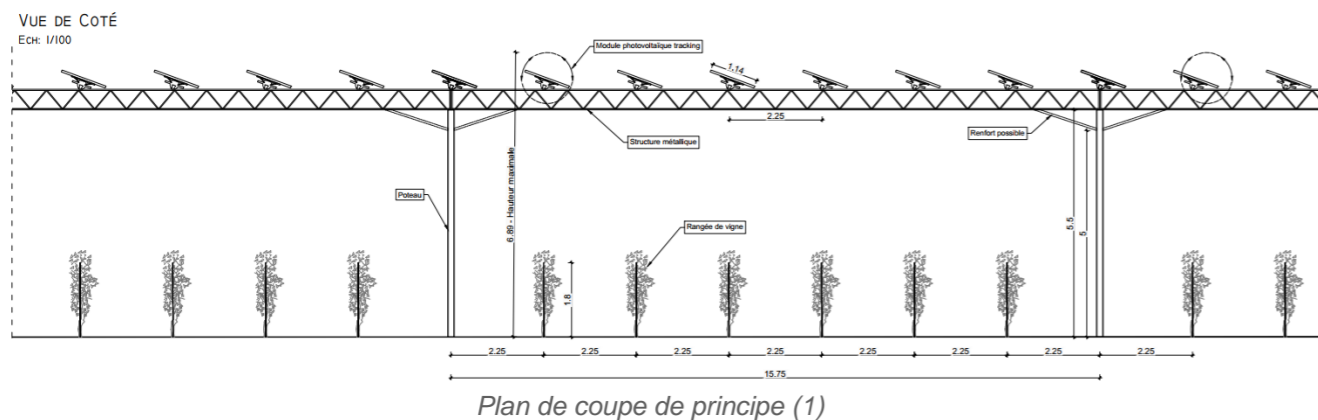 VUE DE COTÉ
ECH: 1/100
Module photovoltaïque tracking
1,14
2.25
Structure métallique
Renfort possible
6.89 - Hauteur maximale
Poteau
Rangée de vigne
5,5
5
1.8
2.25 2.25 2.25 2.25 2.25 2.25 2.25 2.25
15.75
Plan de coupe de principe (1)